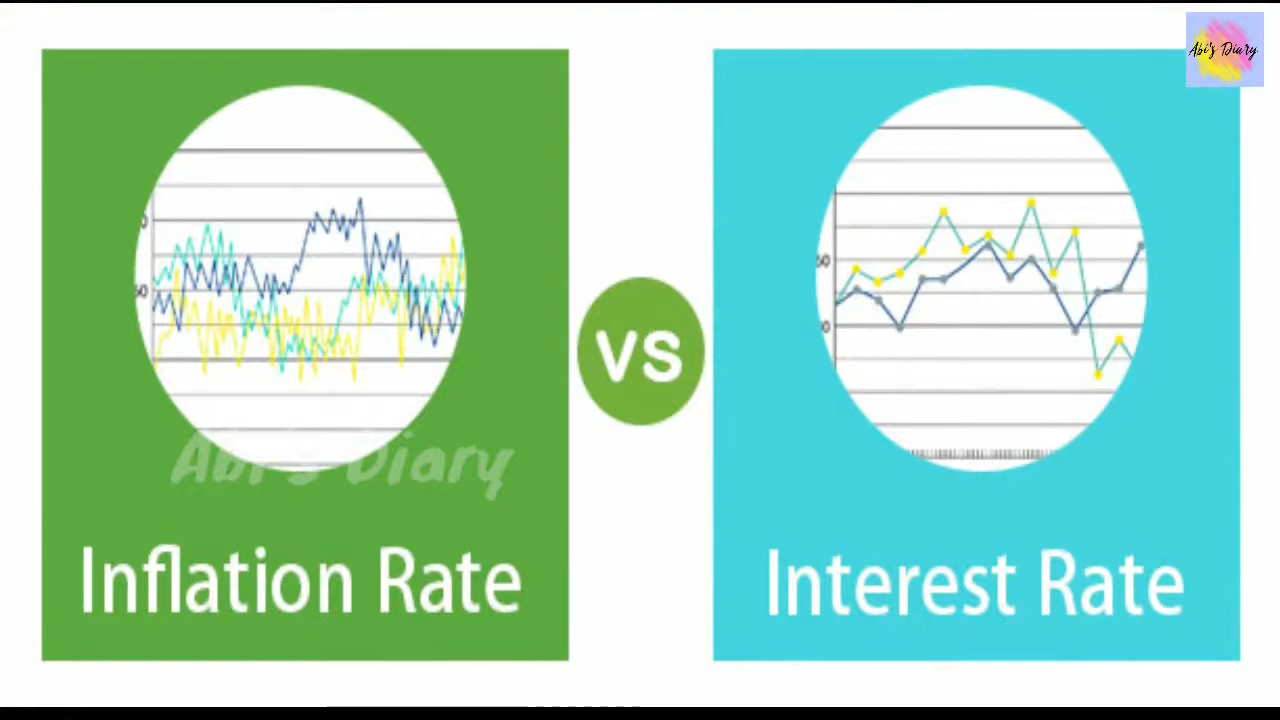 Abi's Diary
VS
Abi's Diary
Inflation Rate
Interest Rate